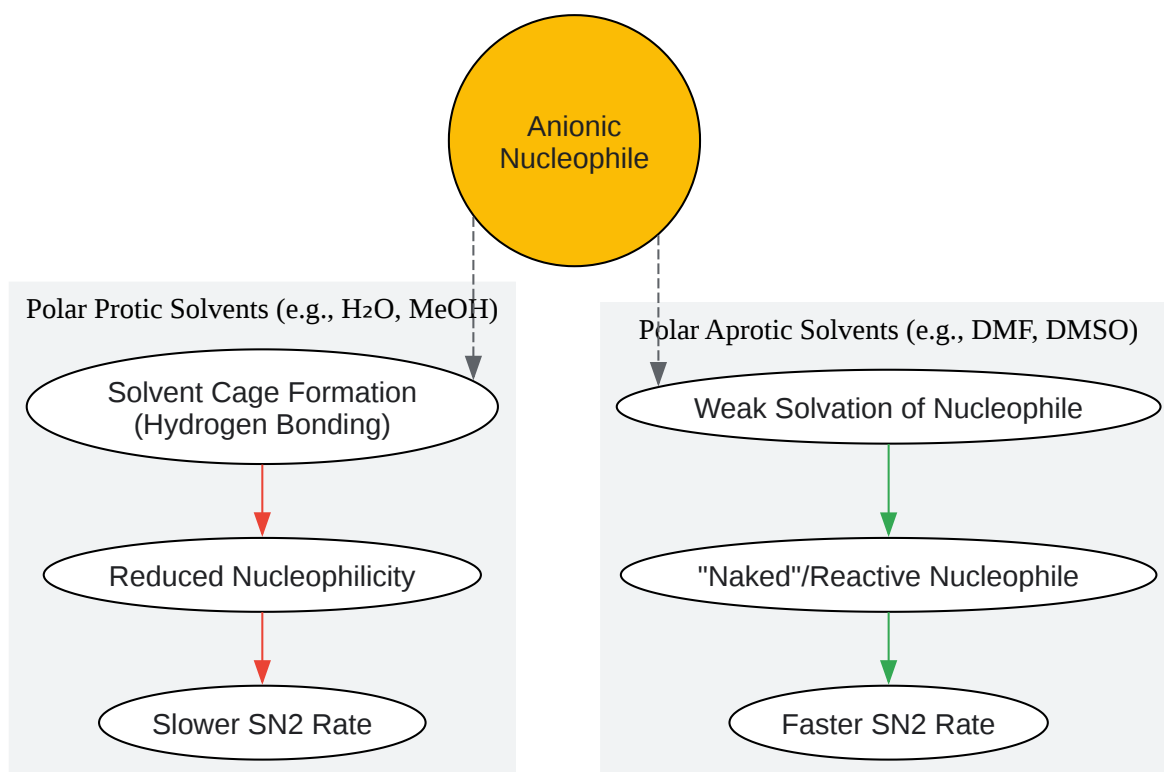 Anionic
Nucleophile
Polar Protic Solvents (e.g., H₂O, MeOH)
Solvent Cage Formation
(Hydrogen Bonding)
Reduced Nucleophilicity
Slower SN2 Rate
Polar Aprotic Solvents (e.g., DMF, DMSO)
Weak Solvation of Nucleophile
"Naked"/Reactive Nucleophile
Faster SN2 Rate